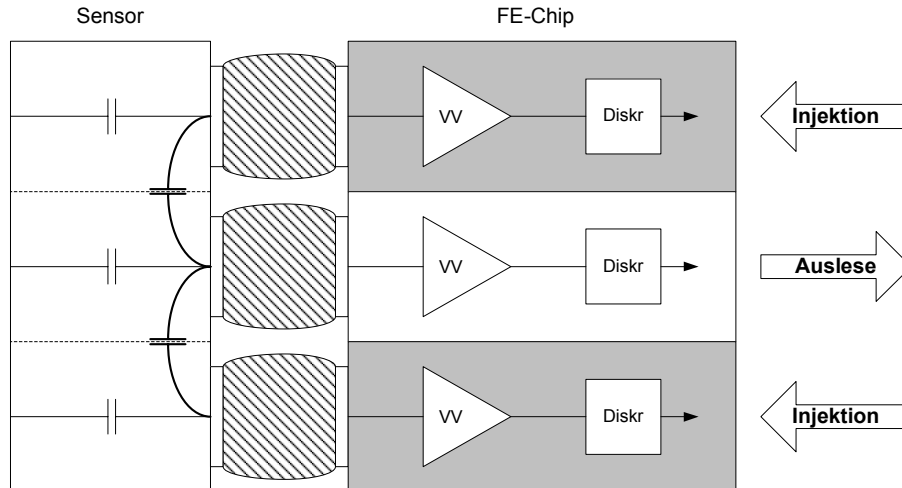 Sensor
FE-Chip
VV
Diskr
Injektion
VV
Diskr
Auslese
VV
Diskr
Injektion